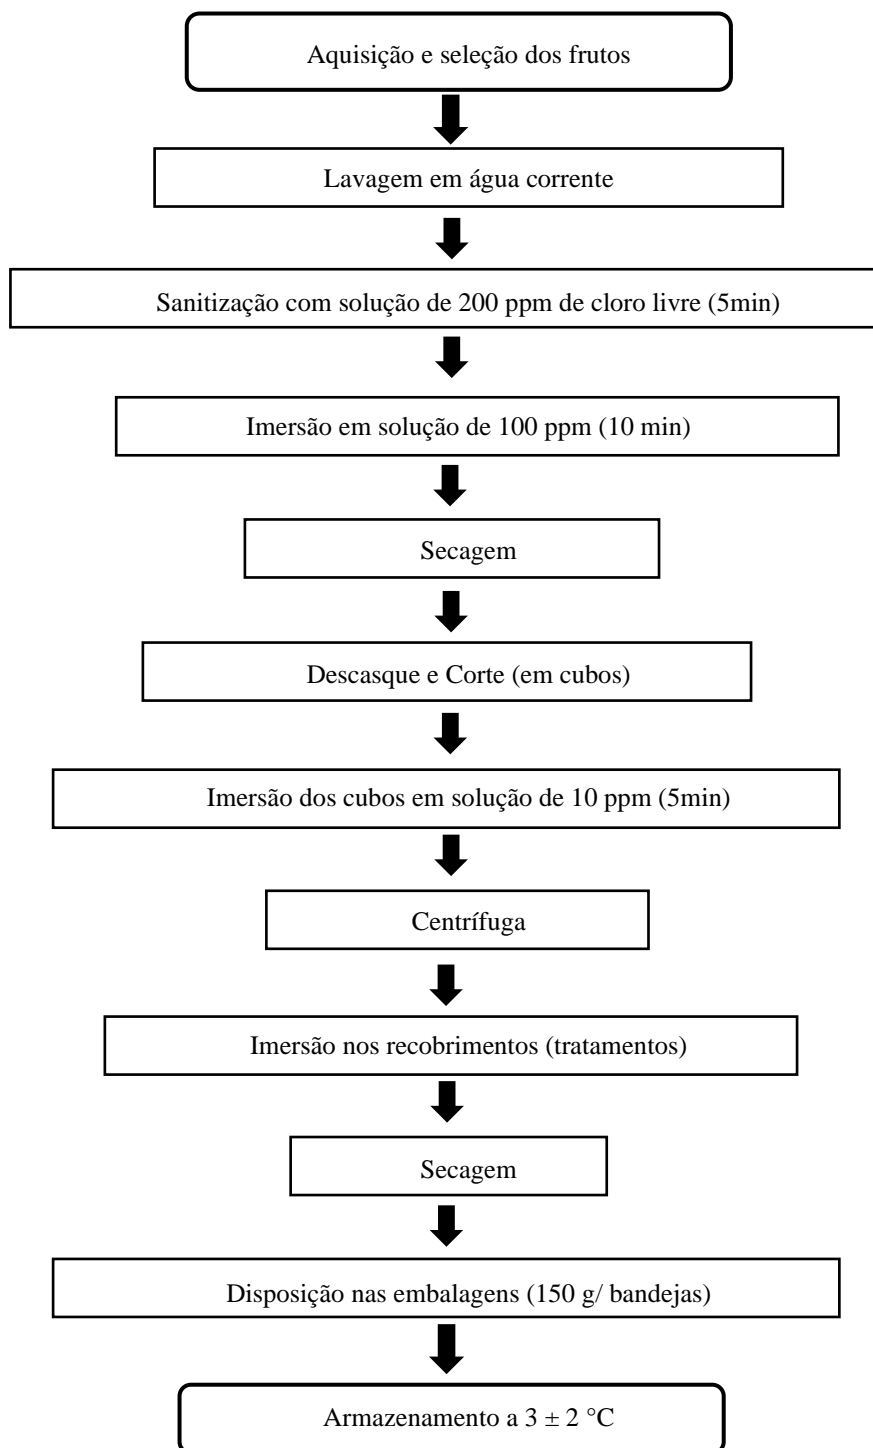 Aquisição e seleção dos frutos
Lavagem em água corrente
Sanitização com solução de 200 ppm de cloro livre (5min)
Imersão em solução de 100 ppm (10 min)
Secagem
Descasque e Corte (em cubos)
Imersão dos cubos em solução de 10 ppm (5min)
Centrífuga
Imersão nos recobrimentos (tratamentos)
Secagem
Disposição nas embalagens (150 g/ bandejas)
Armazenamento a 3 ± 2 °C